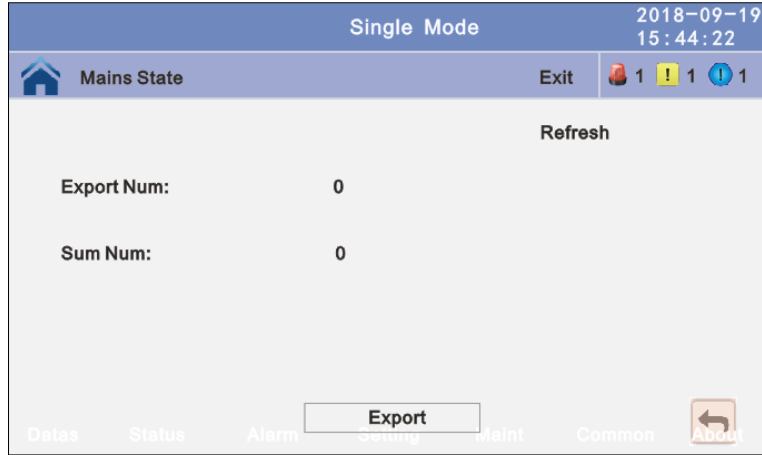 Single Mode
2018-09-19
15:44:22
Mains State
Exit
1
!
1
!
1
Refresh
Export Num: 0
Sum Num: 0
Export
Datas Status Alarm Setting Maint Common About